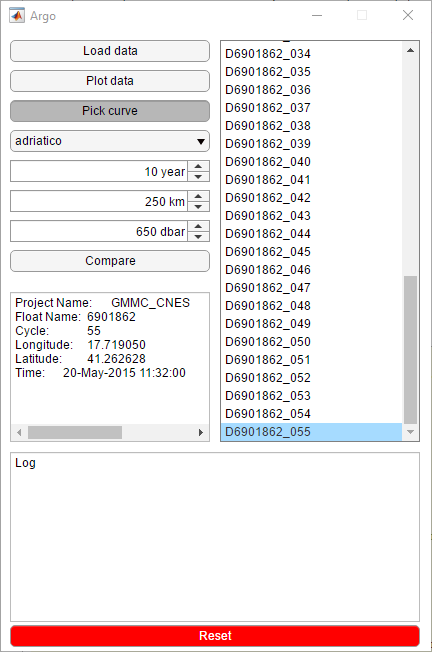 Argo
Load data
Plot data
Pick curve
adriatico
10 year
250 km
650 dbar
Compare
Project Name: GMMC_CNES
Float Name: 6901862
Cycle: 55
Longitude: 17.719050
Latitude: 41.262628
Time: 20-May-2015 11:32:00
D6901862_034
D6901862_035
D6901862_036
D6901862_037
D6901862_038
D6901862_039
D6901862_040
D6901862_041
D6901862_042
D6901862_043
D6901862_044
D6901862_045
D6901862_046
D6901862_047
D6901862_048
D6901862_049
D6901862_050
D6901862_051
D6901862_052
D6901862_053
D6901862_054
D6901862_055
Log
Reset